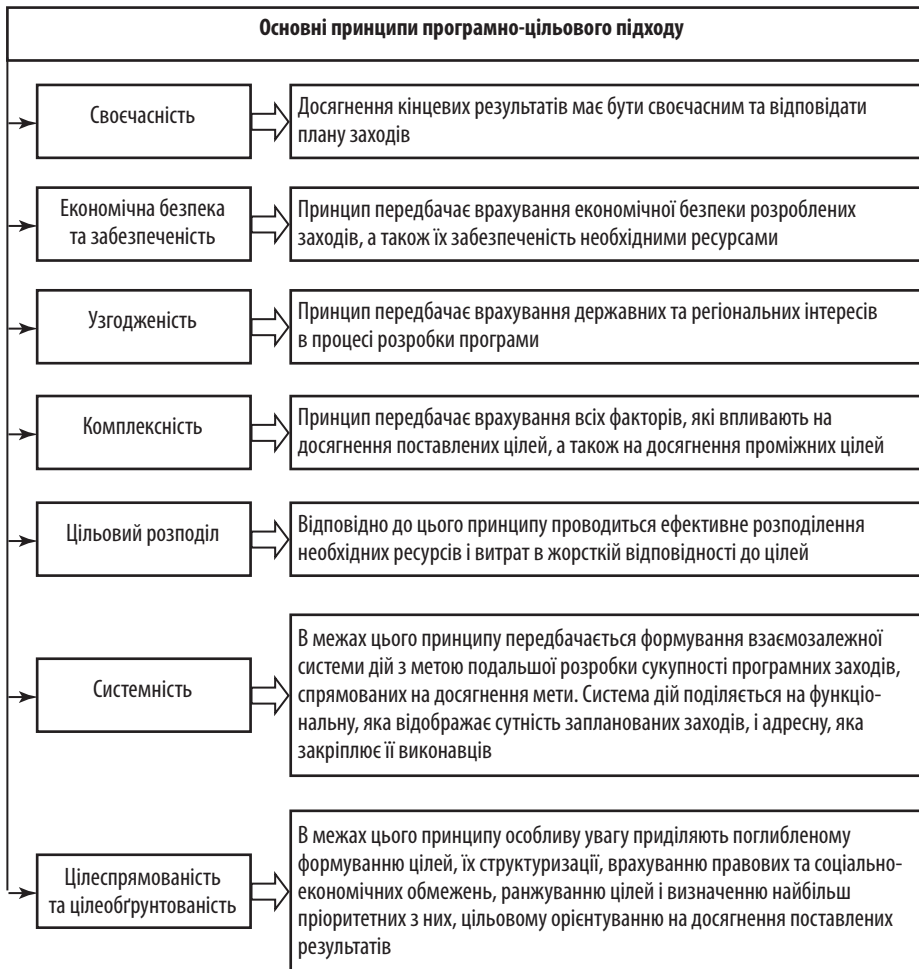 Основні принципи програмно-цільового підходу
Своєчасність
Досягнення кінцевих результатів має бути своєчасним та відповідати
плану заходів
Економічна безпека
та забезпеченість
Принцип передбачає врахування економічної безпеки розроблених
заходів, а також їх забезпеченість необхідними ресурсами
Узгодженість
Принцип передбачає врахування державних та регіональних інтересів
в процесі розробки програми
Комплексність
Принцип передбачає врахування всіх факторів, які впливають на
досягнення поставлених цілей, а також на досягнення проміжних цілей
Цільовий розподіл
Відповідно до цього принципу проводиться ефективне розподілення
необхідних ресурсів і витрат в жорсткій відповідності до цілей
Системність
В межах цього принципу передбачається формування взаємозалежної
системи дій з метою подальшої розробки сукупності програмних заходів,
спрямованих на досягнення мети. Система дій поділяється на функціо-
нальну, яка відображає сутність запланованих заходів, і адресну, яка
закріплює її виконавців
Цілеспрямованість
та цілеобґрунтованість
В межах цього принципу особливу увагу приділяють поглибленому
формуванню цілей, їх структуризації, врахуванню правових та соціально-
економічних обмежень, ранжуванню цілей і визначенню найбільш
пріоритетних з них, цільовому орієнтуванню на досягнення поставлених
результатів